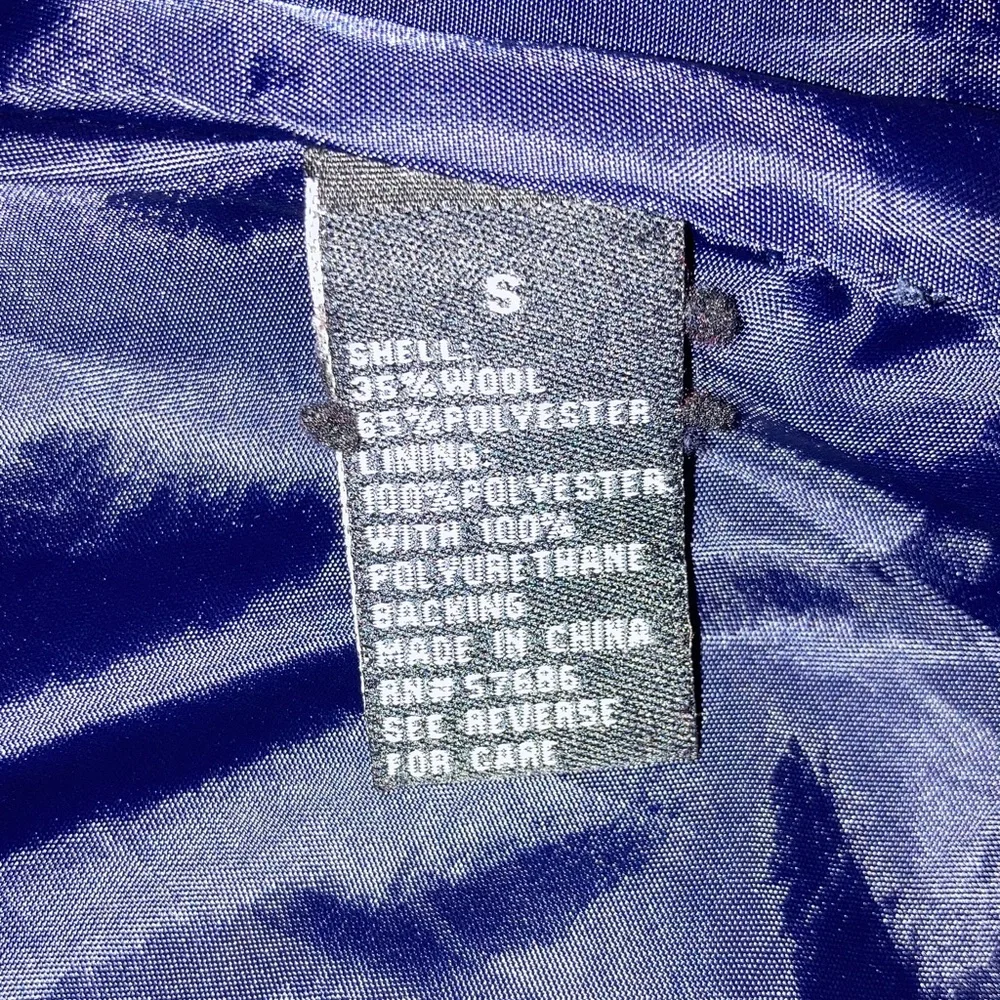 S
SHELL:
35%WOOL
65%POLYESTER
LINING:
100%POLYESTER
WITH 100%
POLYURETHANE
BACKING
MADE IN CHINA
RN#
SEE REVERSE
FOR CARE